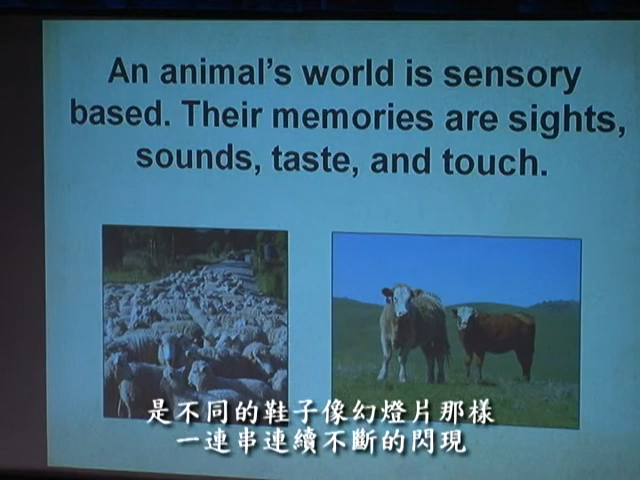 An animal's world is sensory
based. Their memories are sights,
sounds, taste, and touch.
是不同的鞋子像幻燈片那樣
一連串連續不斷的閃現